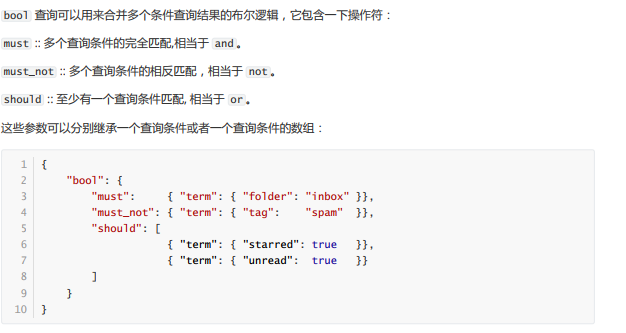 bool 查询可以用来合并多个条件查询结果的布尔逻辑，它包含一下操作符：
must :: 多个查询条件的完全匹配,相当于 and 。
must_not :: 多个查询条件的相反匹配，相当于 not 。
should :: 至少有一个查询条件匹配, 相当于 or 。
这些参数可以分别继承一个查询条件或者一个查询条件的数组：
1 {
2     "bool": {
3         "must":     { "term": { "folder": "inbox" }},
4         "must_not": { "term": { "tag":    "spam"  }},
5         "should": [
6                     { "term": { "starred": true   }},
7                     { "term": { "unread":  true   }}
8         ]
9     }
10 }